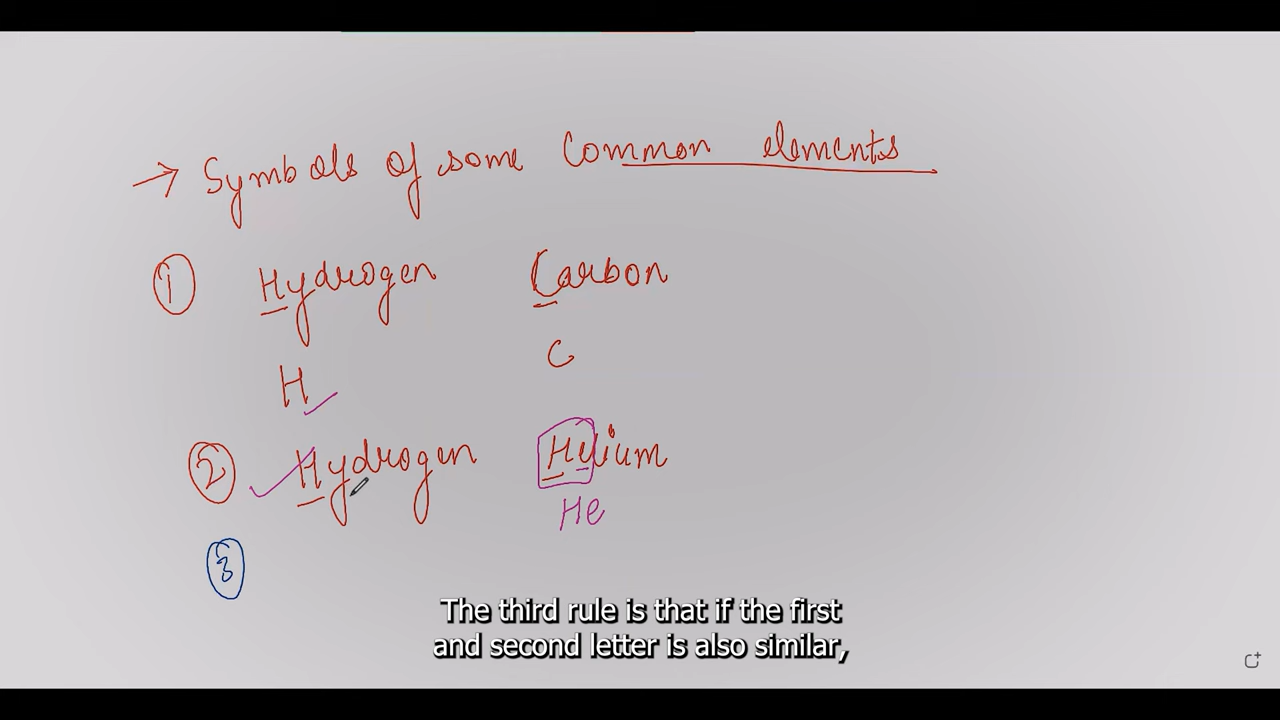 → Symbols of some Common elements
① Hydrogen Carbon
H C
② Hydrogen Helium
He
③
The third rule is that if the first
and second letter is also similar,